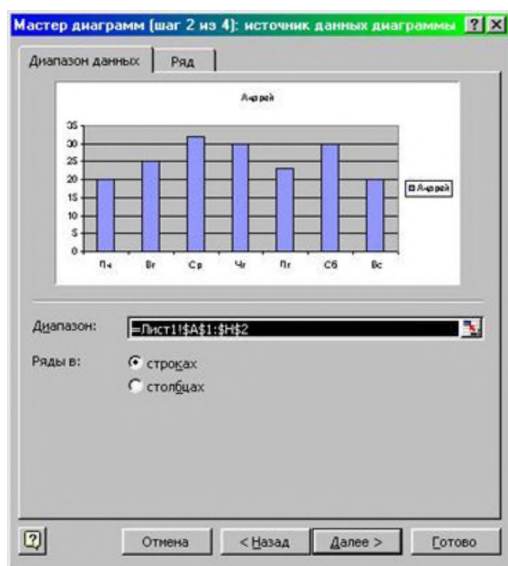 Мастер диаграмм (шаг 2 из 4): источник данных диаграммы
Диапазон данных Ряд
Андрей
35
30
25
20
15
10
5
0
Пн Вт Ср Чт Пт Сб Вс
Андрей
Диапазон: =Лист1!$A$1:$H$2
Ряды в: строках
столбцах
Отмена < Назад Далее > Готово